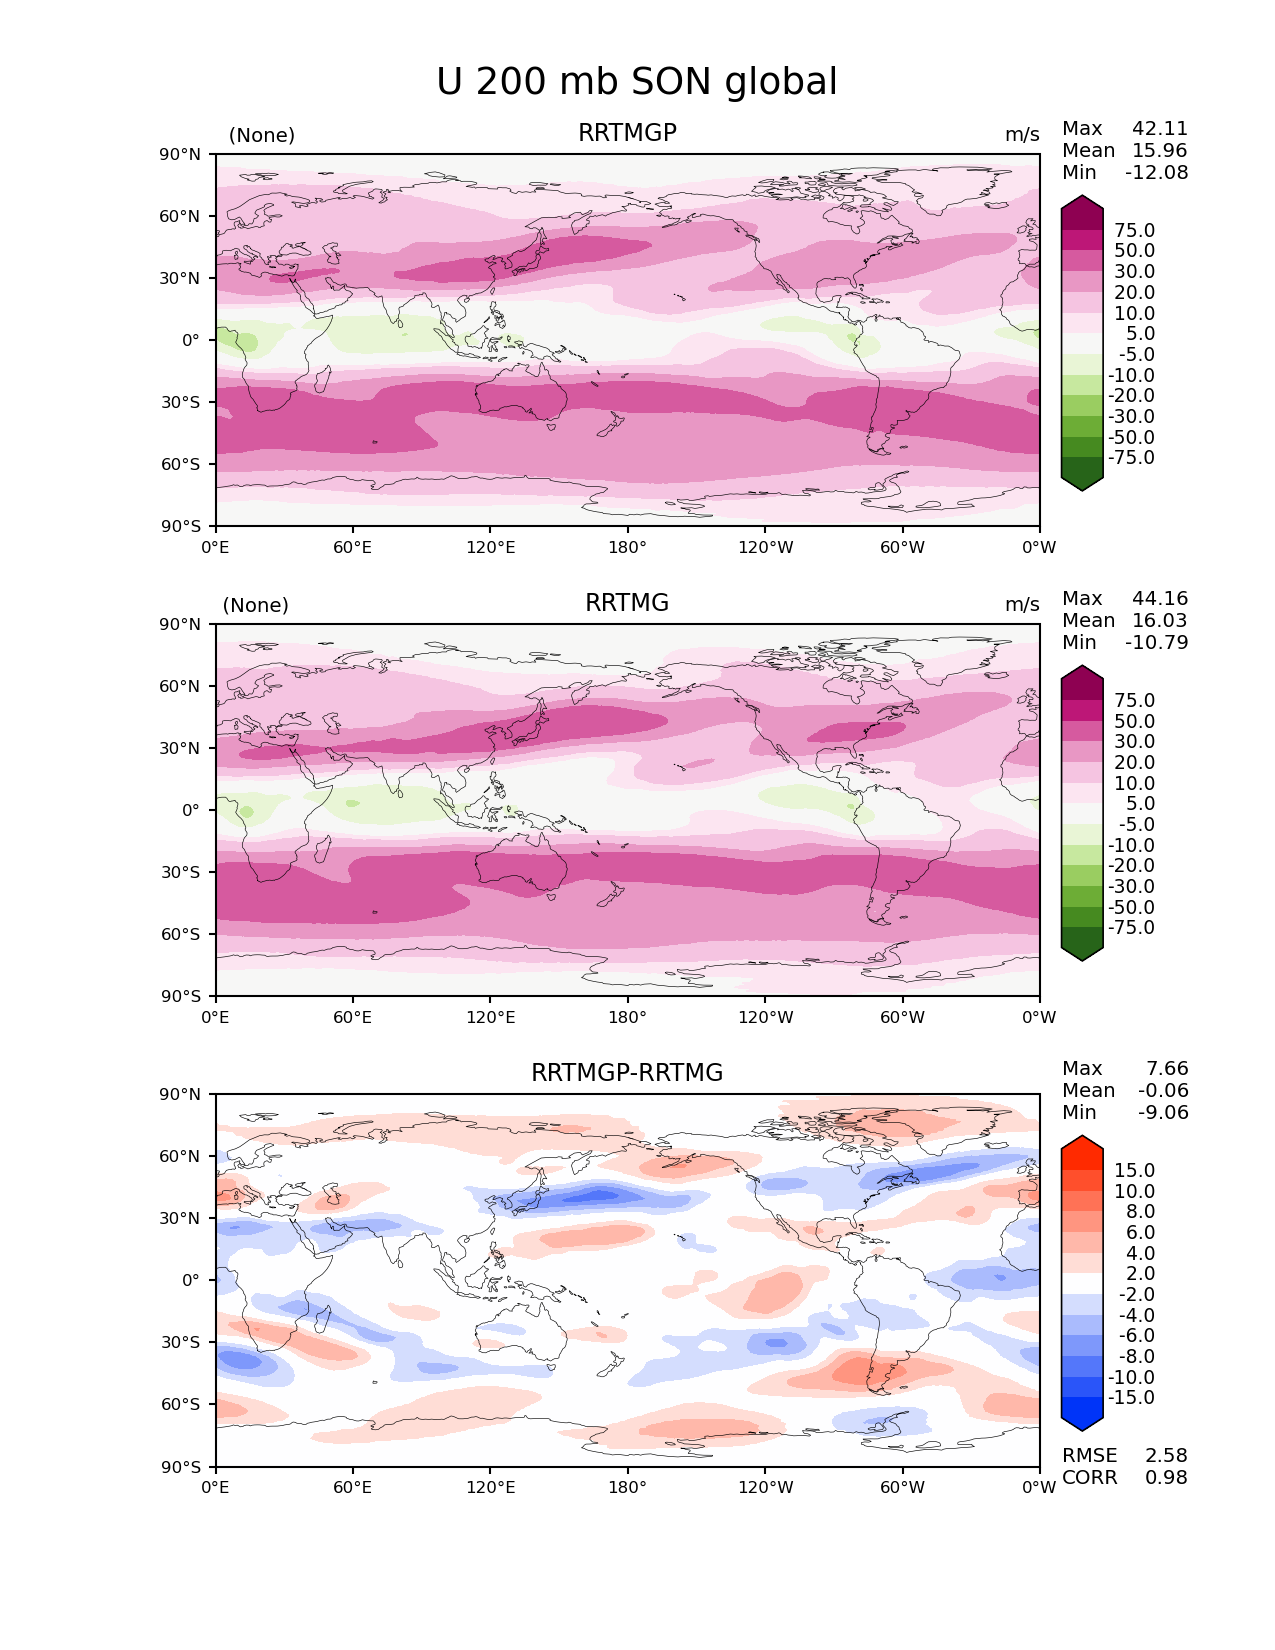 U 200 mb SON global
(None) RRTMGP m/s
Max 42.11
Mean 15.96
Min -12.08
90°N
60°N
30°N
0°
30°S
60°S
90°S
0°E 60°E 120°E 180° 120°W 60°W 0°W
75.0
50.0
30.0
20.0
10.0
5.0
-5.0
-10.0
-20.0
-30.0
-50.0
-75.0
(None) RRTMG m/s
Max 44.16
Mean 16.03
Min -10.79
90°N
60°N
30°N
0°
30°S
60°S
90°S
0°E 60°E 120°E 180° 120°W 60°W 0°W
75.0
50.0
30.0
20.0
10.0
5.0
-5.0
-10.0
-20.0
-30.0
-50.0
-75.0
RRTMGP-RRTMG
Max 7.66
Mean -0.06
Min -9.06
90°N
60°N
30°N
0°
30°S
60°S
90°S
0°E 60°E 120°E 180° 120°W 60°W 0°W
15.0
10.0
8.0
6.0
4.0
2.0
-2.0
-4.0
-6.0
-8.0
-10.0
-15.0
RMSE 2.58
CORR 0.98